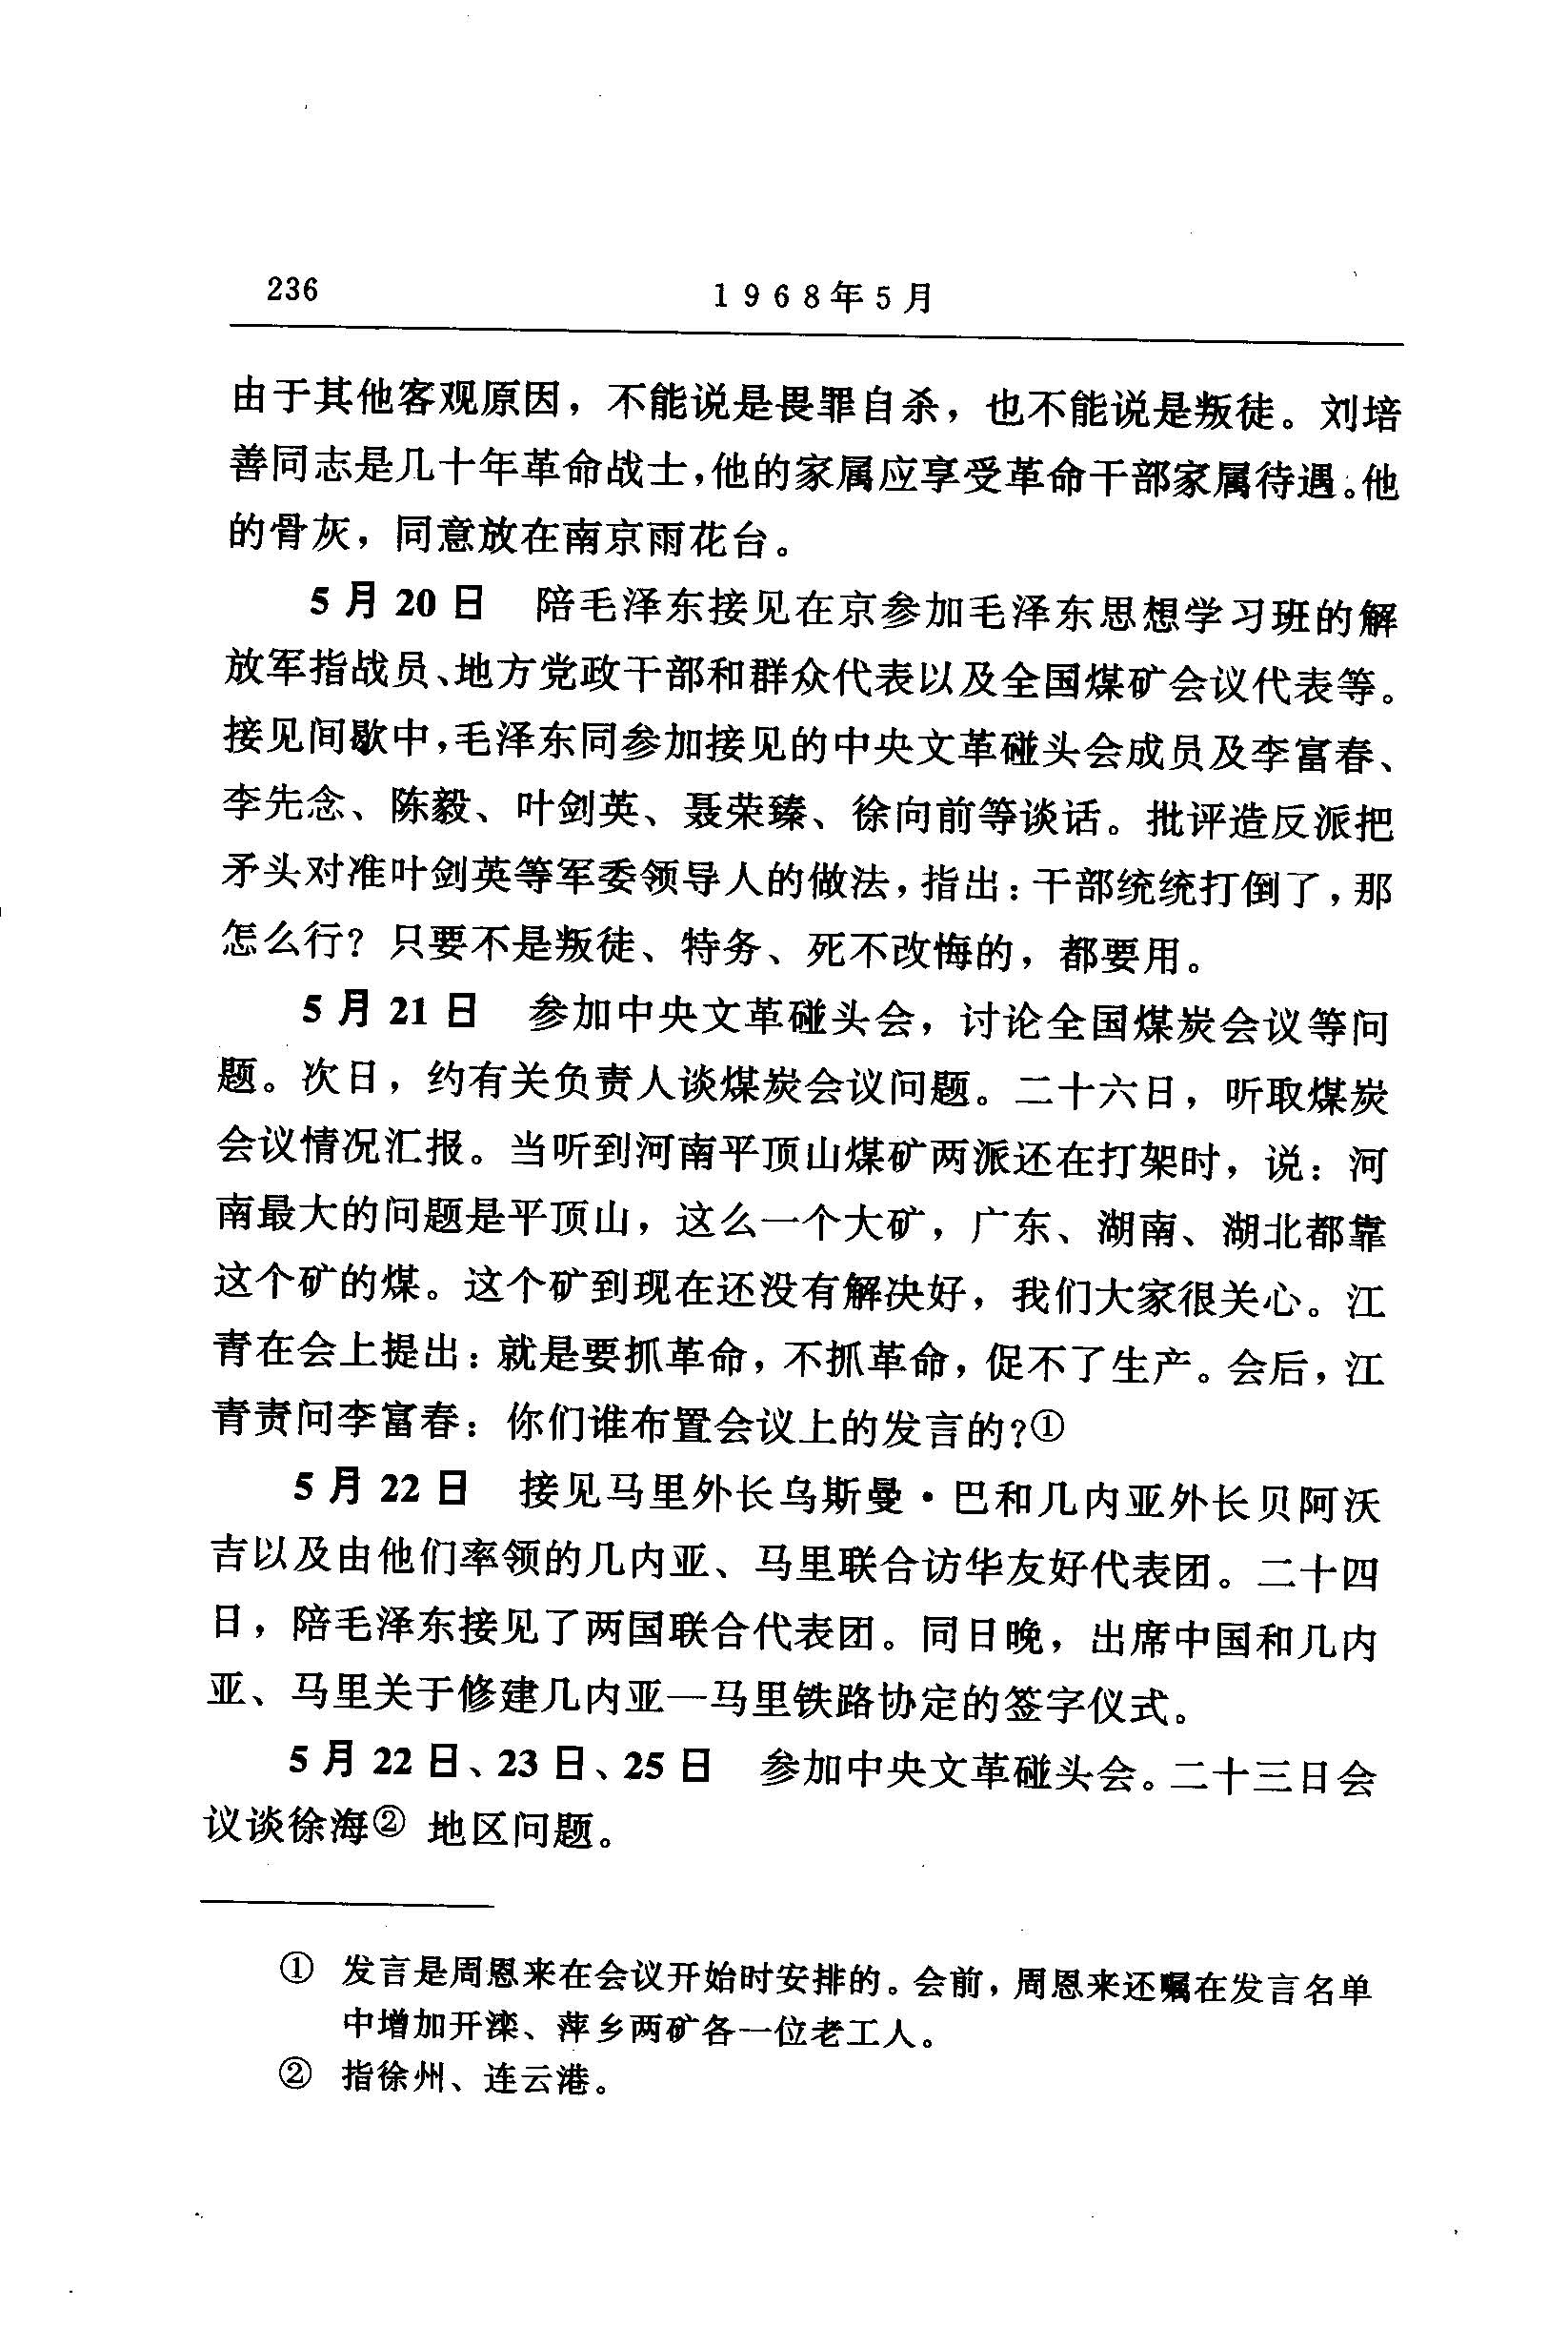 236
1968年5月
由于其他客观原因，不能说是畏罪自杀，也不能说是叛徒。刘培
善同志是几十年革命战士，他的家属应享受革命干部家属待遇。他
的骨灰，同意放在南京雨花台。
5月20日 陪毛泽东接见在京参加毛泽东思想学习班的解
放军指战员、地方党政干部和群众代表以及全国煤矿会议代表等。
接见间歇中，毛泽东同参加接见的中央文革碰头会成员及李富春、
李先念、陈毅、叶剑英、聂荣臻、徐向前等谈话。批评造反派把
矛头对准叶剑英等军委领导人的做法，指出：干部统统打倒了，那
怎么行？只要不是叛徒、特务、死不改悔的，都要用。
5月21日 参加中央文革碰头会，讨论全国煤炭会议等问
题。次日，约有关负责人谈煤炭会议问题。二十六日，听取煤炭
会议情况汇报。当听到河南平顶山煤矿两派还在打架时，说：河
南最大的问题是平顶山，这么一个大矿，广东、湖南、湖北都靠
这个矿的煤。这个矿到现在还没有解决好，我们大家很关心。江
青在会上提出：就是要抓革命，不抓革命，促不了生产。会后，江
青责问李富春：你们谁布置会议上的发言的？①
5月22日 接见马里外长乌斯曼·巴和几内亚外长贝阿沃
吉以及由他们率领的几内亚、马里联合访华友好代表团。二十四
日，陪毛泽东接见了两国联合代表团。同日晚，出席中国和几内
亚、马里关于修建几内亚—马里铁路协定的签字仪式。
5月22日、23日、25日 参加中央文革碰头会。二十三日会
议谈徐海② 地区问题。
① 发言是周恩来在会议开始时安排的。会前，周恩来还嘱在发言名单
中增加开滦、萍乡两矿各一位老工人。
② 指徐州、连云港。